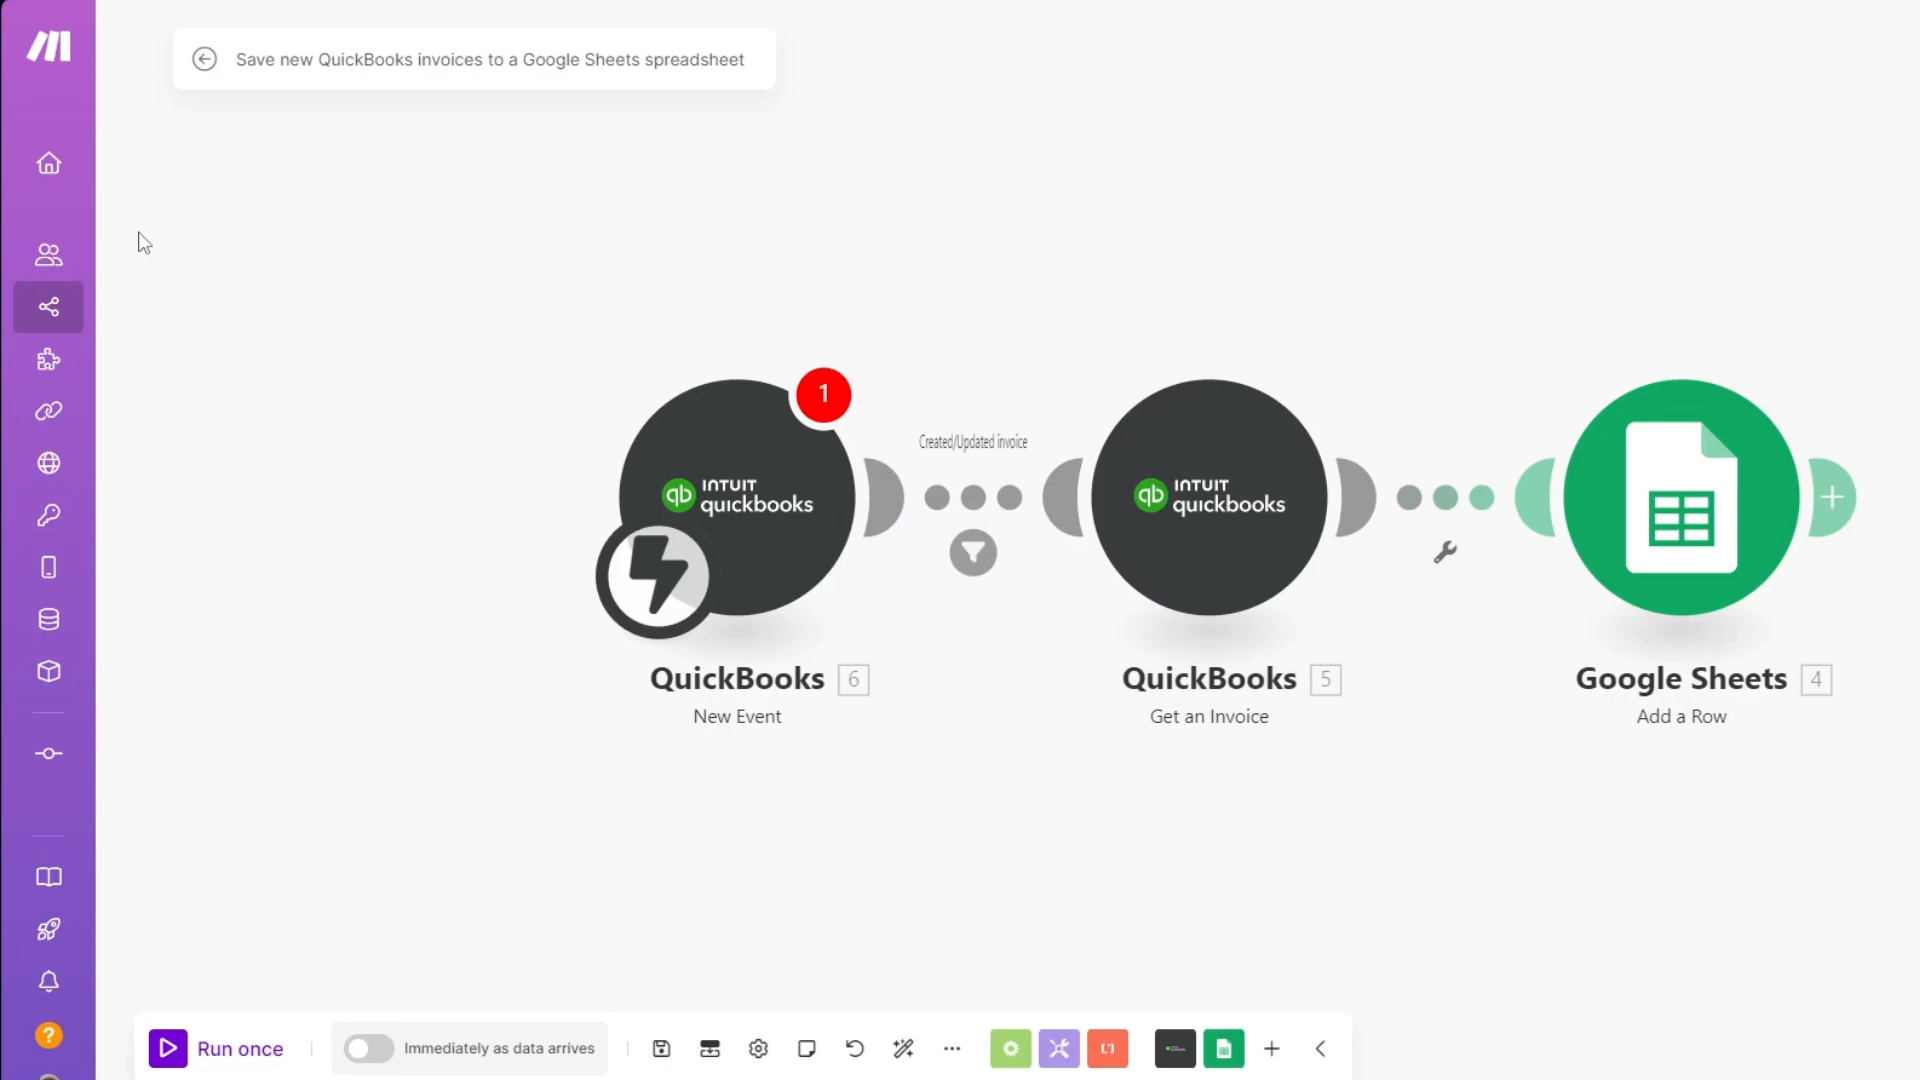 Save new QuickBooks invoices to a Google Sheets spreadsheet
1
Created/Updated invoice
INTUIT
quickbooks
INTUIT
quickbooks
QuickBooks 6
New Event
QuickBooks 5
Get an Invoice
Google Sheets 4
Add a Row
?
Run once
Immediately as data arrives